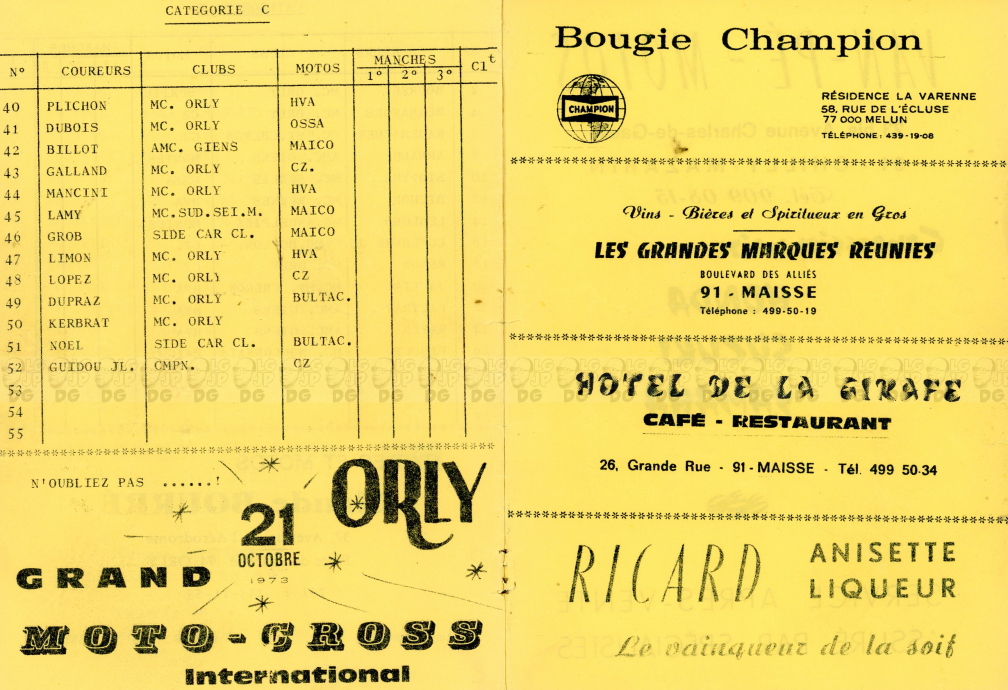 CATEGORIE C
N° COUREURS CLUBS MOTOS MANCHES Clt
1° 2° 3°
40 PLICHON MC. ORLY HVA
41 DUBOIS MC. ORLY OSSA
42 BILLOT AMC. GIENS MAICO
43 GALLAND MC. ORLY CZ.
44 MANCINI MC. ORLY HVA
45 LAMY MC.SUD.SEI.M. MAICO
46 GROB SIDE CAR CL. MAICO
47 LIMON MC. ORLY HVA
48 LOPEZ MC. ORLY CZ
49 DUPRAZ MC. ORLY BULTAC.
50 KERBRAT MC. ORLY
51 NOEL SIDE CAR CL. BULTAC.
52 GUIDOU JL. CMPN. CZ
53
54
55
N'OUBLIEZ PAS ......!
ORLY
21
OCTOBRE
1973
GRAND
MOTO-CROSS
international
Bougie Champion
CHAMPION
RÉSIDENCE LA VARENNE
58, RUE DE L'ÉCLUSE
77 000 MELUN
TÉLÉPHONE : 439-19-08
Vins - Bières et Spiritueux en Gros
LES GRANDES MARQUES RÉUNIES
BOULEVARD DES ALLIÉS
91 - MAISSE
Téléphone : 499-50-19
HOTEL DE LA GIRAFE
CAFÉ - RESTAURANT
26, Grande Rue - 91 - MAISSE - Tél. 499 50-34
RICARD
ANISETTE
LIQUEUR
Le vainqueur de la soif